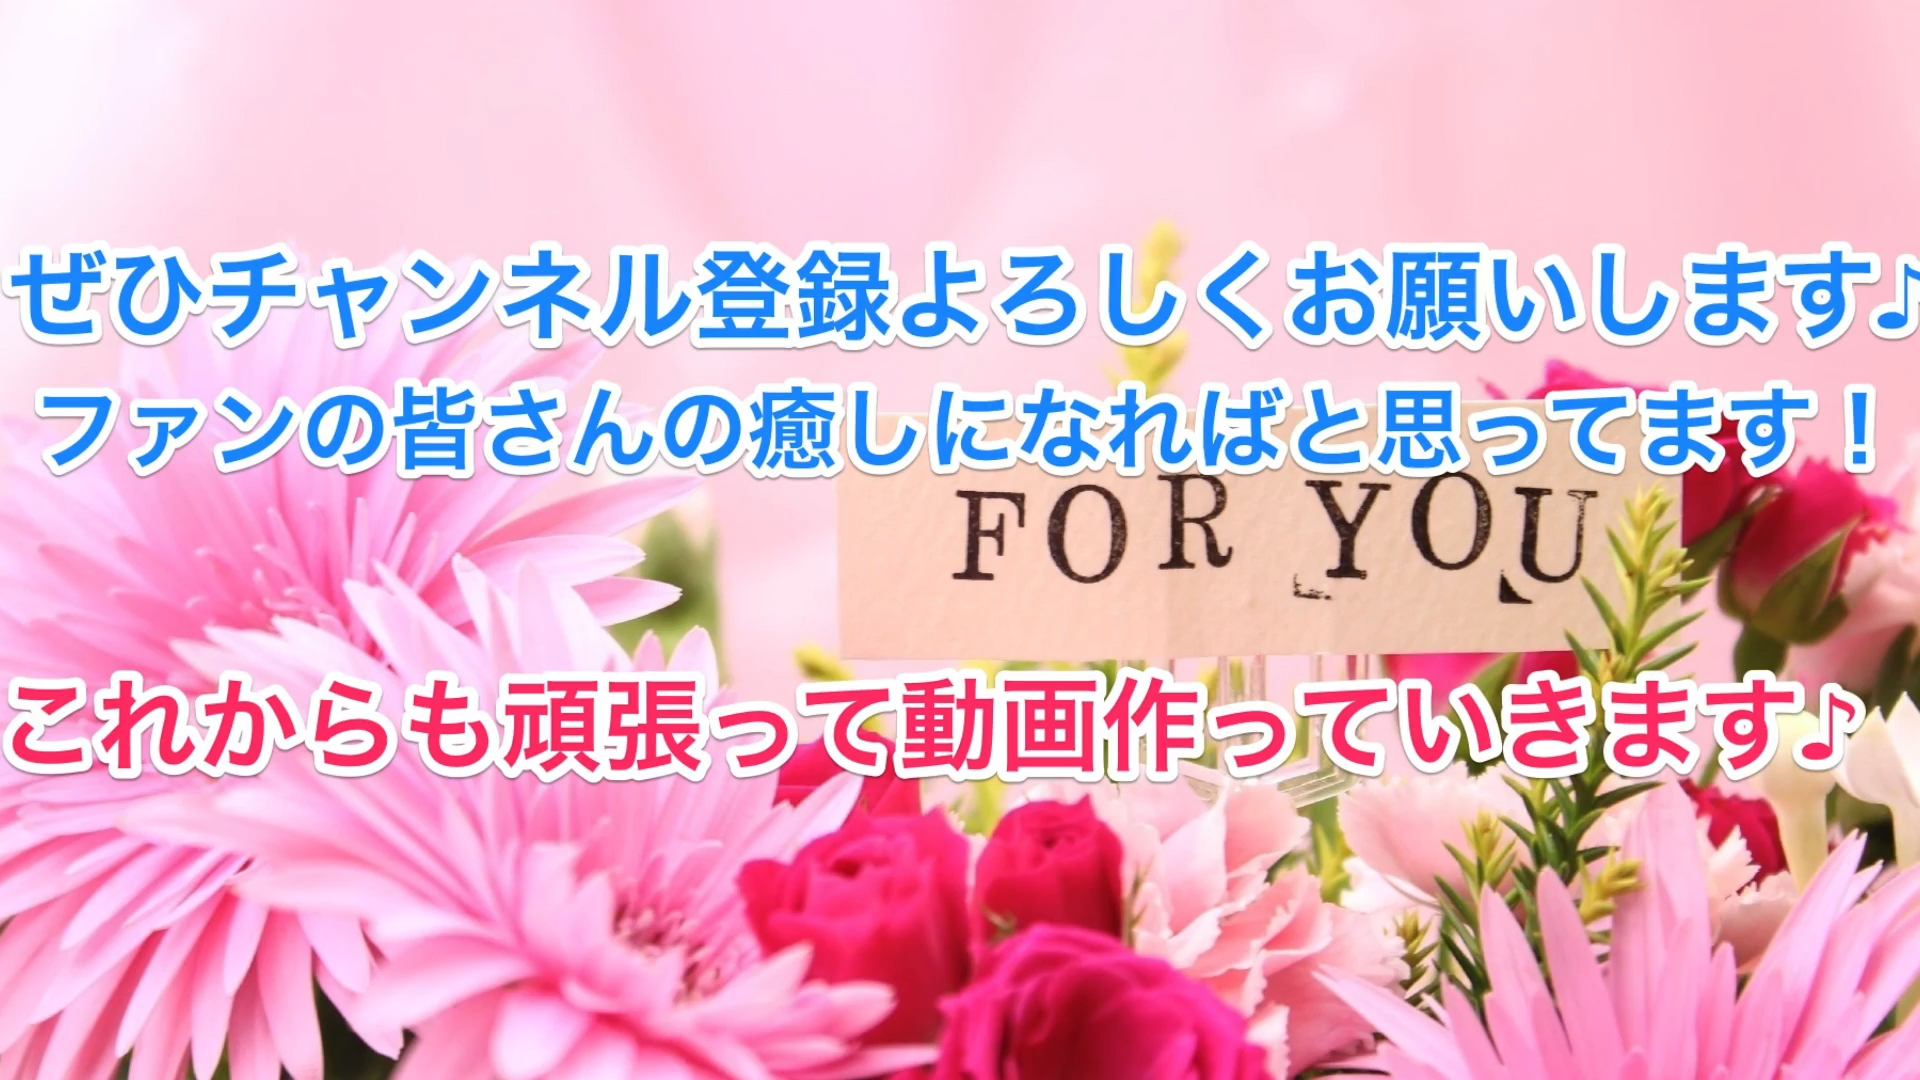 ぜひチャンネル登録よろしくお願いします♪
ファンの皆さんの癒しになればと思ってます！
FOR YOU
これからも頑張って動画作っていきます♪